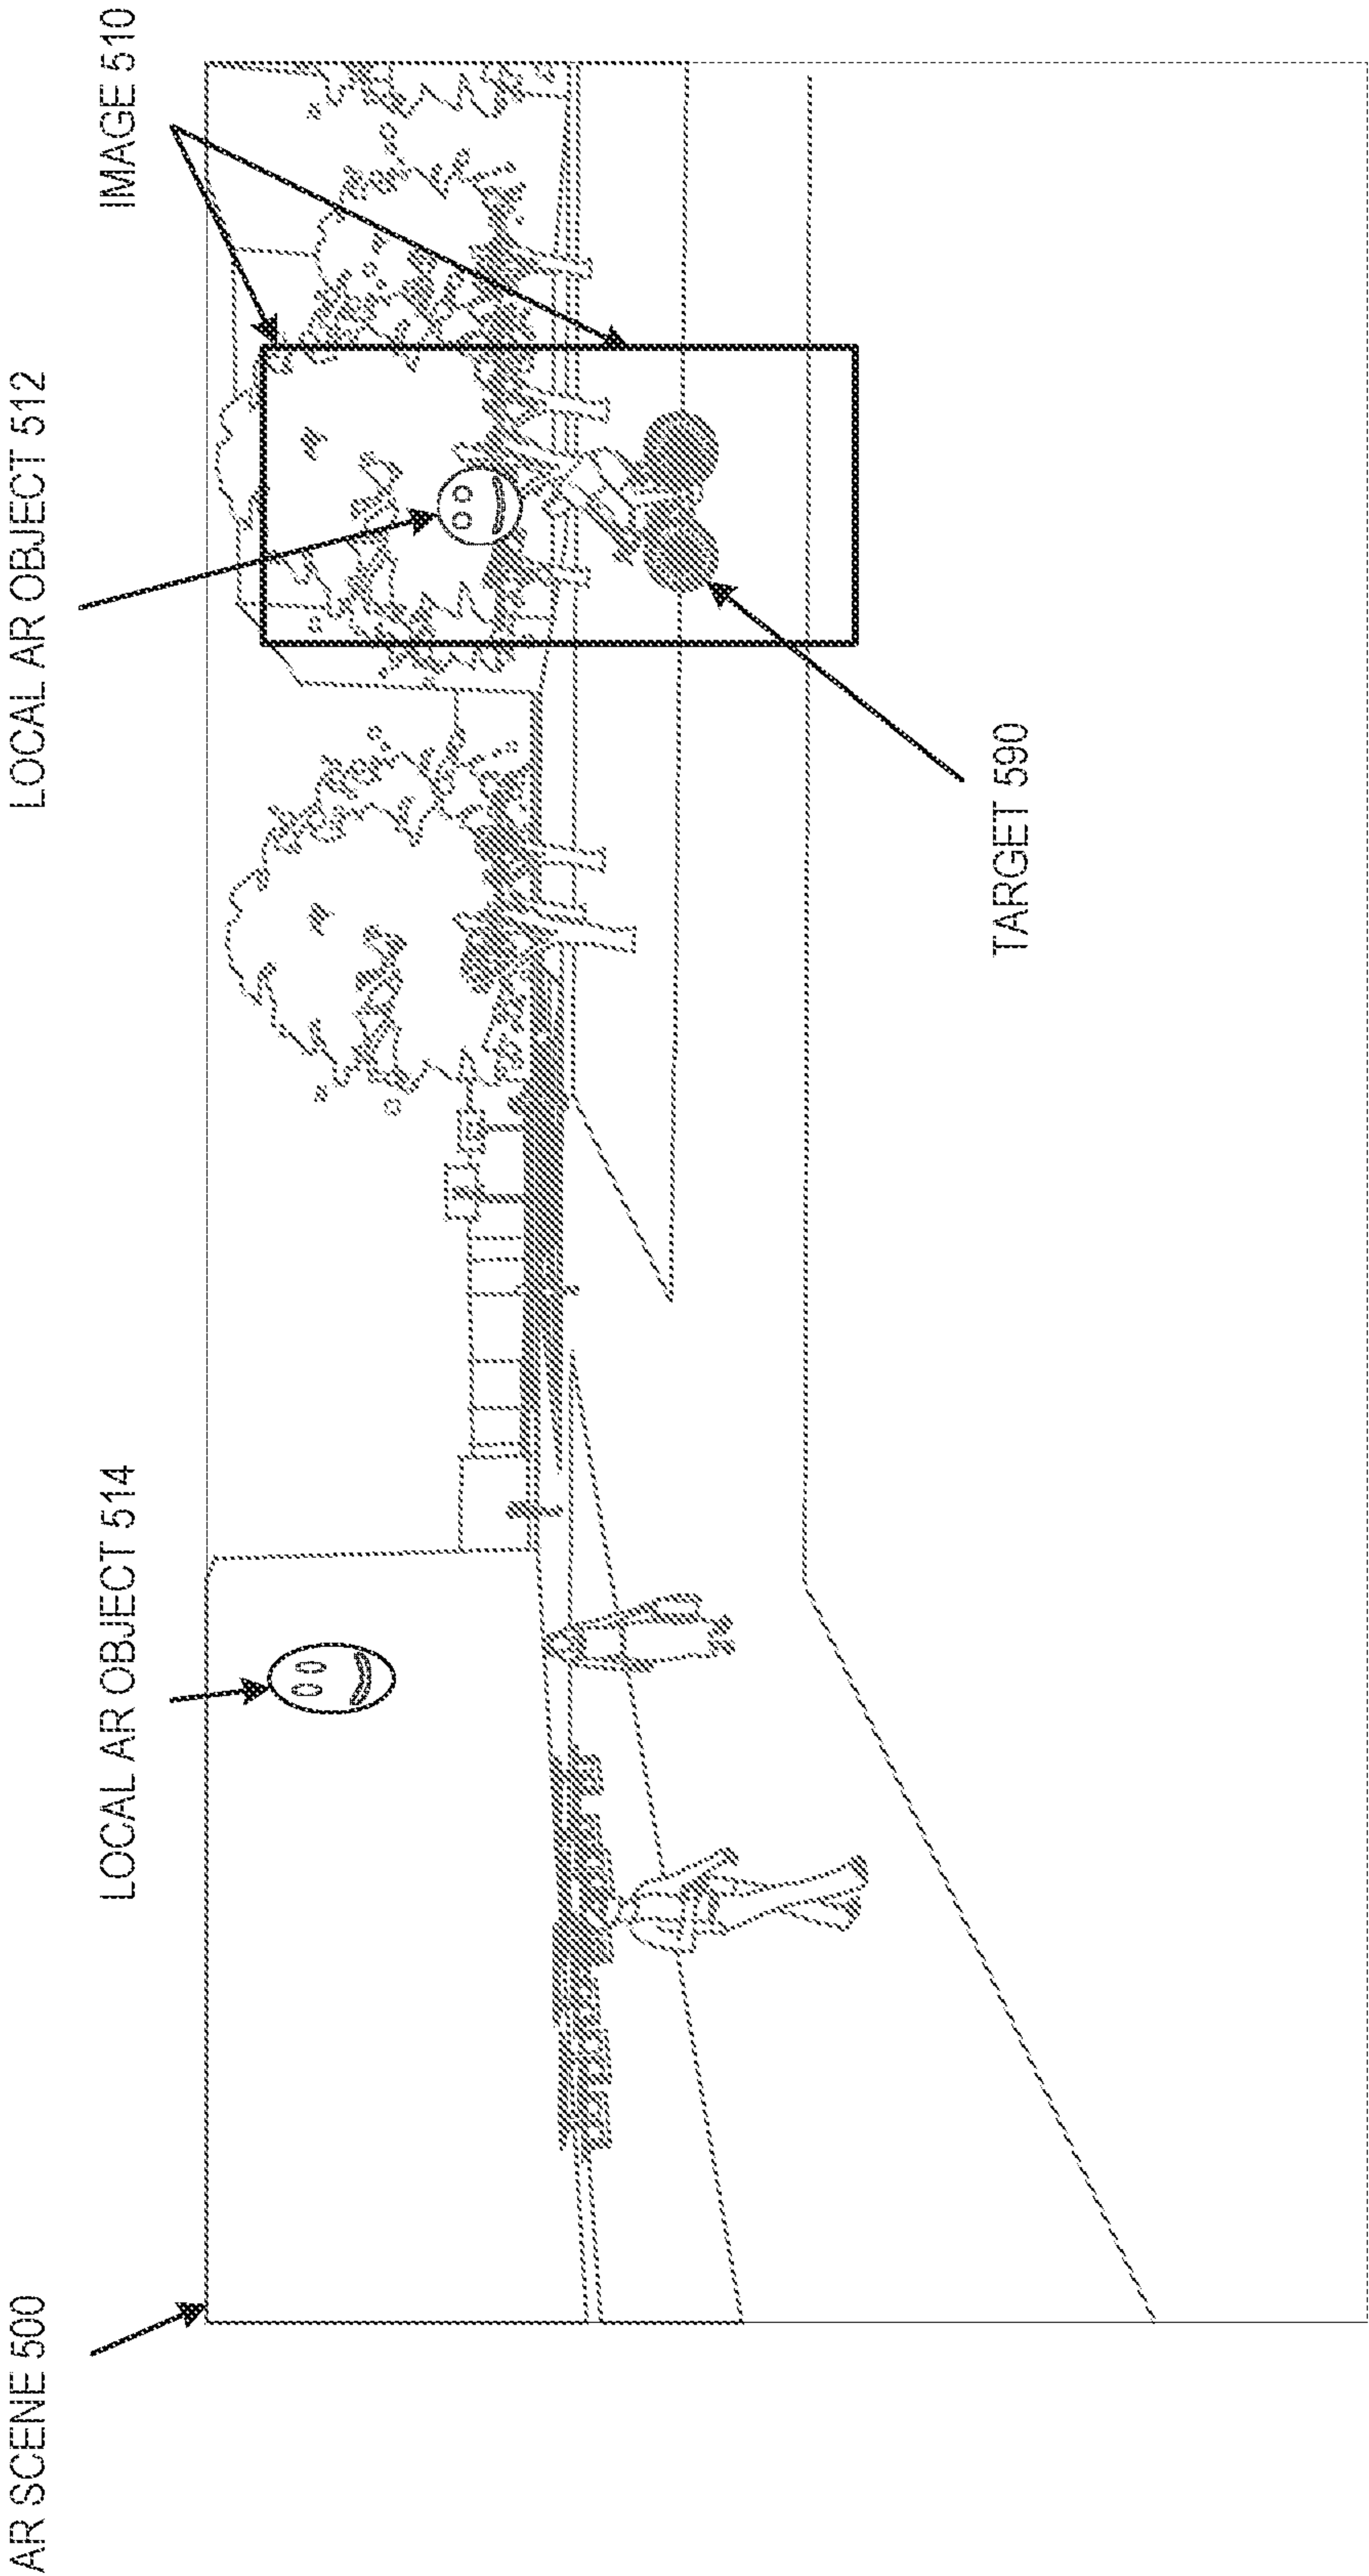 AR SCENE 500
LOCAL AR OBJECT 514
LOCAL AR OBJECT 512
IMAGE 510
TARGET 590